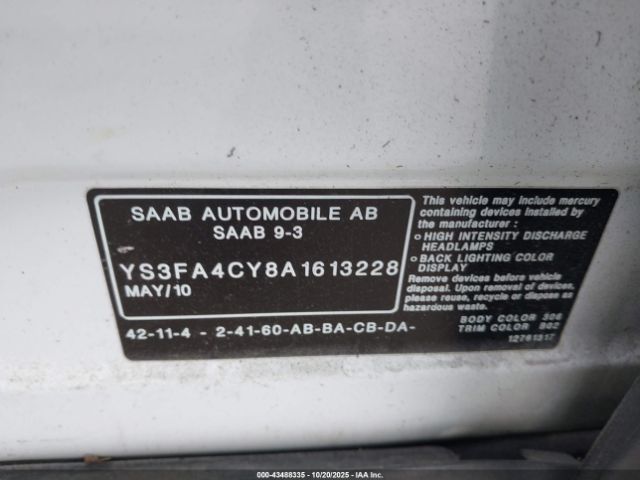 SAAB AUTOMOBILE AB
SAAB 9-3
YS3FA4CY8A1613228
MAY/10
42-11-4 - 2-41-60-AB-BA-CB-DA-
This vehicle may include mercury
containing devices installed by
the manufacturer :
o HIGH INTENSITY DISCHARGE
HEADLAMPS
o BACK LIGHTING COLOR
DISPLAY
Remove devices before vehicle
disposal. Upon removal of devices,
please reuse, recycle or dispose as
hazardous waste.
BODY COLOR 306
TRIM COLOR B02
12761317
000-43488335 - 10/20/2025 - IAA Inc.